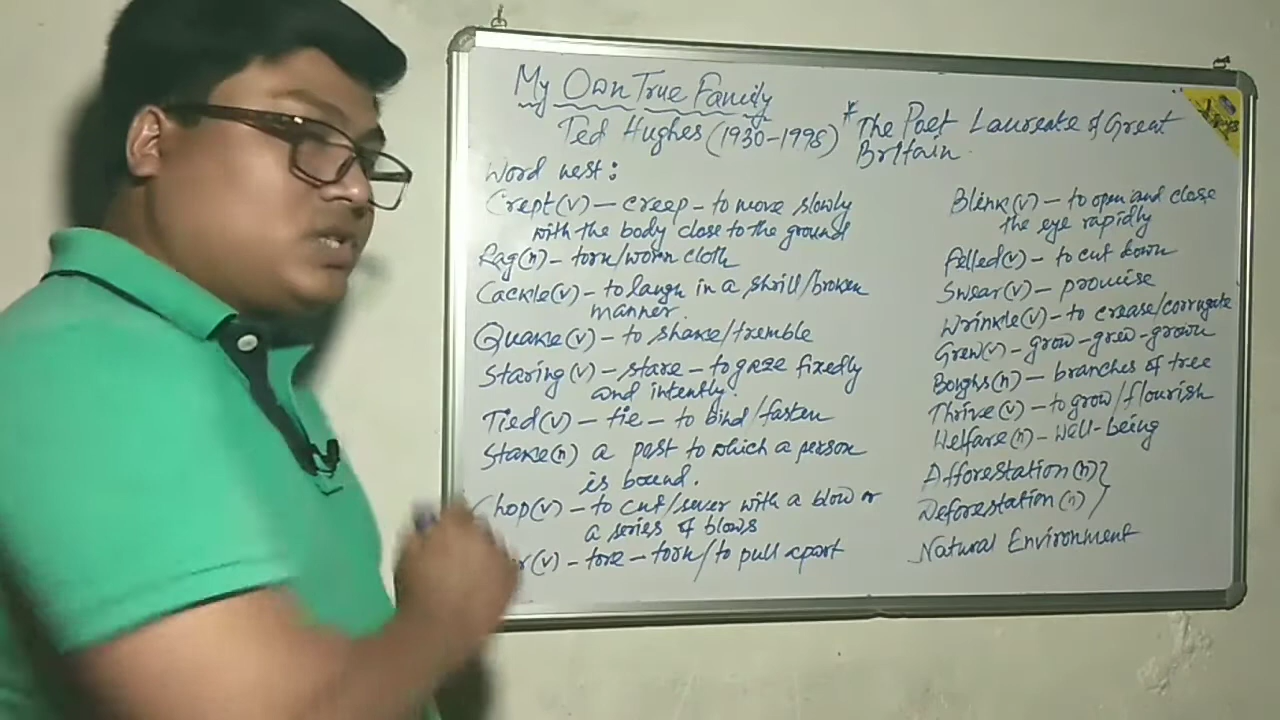 My Own True Family
Ted Hughes (1930-1998)
* The Poet Laureate of Great
Britain.
Word nest:
Crept (v) - creep - to move slowly
with the body close to the ground
Rag(n) - torn/worn cloth
Cackle(v) - to laugh in a shrill/broken
manner.
Quake(v) - to shake/tremble
Staring (v) - stare - to gaze fixedly
and intently.
Tied(v) - tie - to bind/fasten
Stake(n) a post to which a person
is bound.
Chop(v) - to cut/sever with a blow or
a series of blows
(v) - tore - torn/to pull apart
Blink(v) - to open and close
the eye rapidly
Felled(v) - to cut down
Swear(v) - promise
Wrinkle(v) - to crease/corrugate
Grew(v) - grow-grew-grown
Boughs(n) - branches of tree
Thrive(v) - to grow/flourish
Welfare(n) - well-being
Afforestation (n) }
Deforestation (n) }
Natural Environment